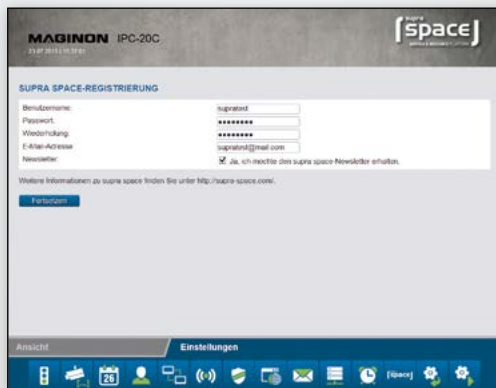 MAGINON IPC-20C
supra
space
SUPRA SPACE-REGISTRIERUNG
Benutzername: supratest
Passwort: ••••••••
Wiederholung: ••••••••
E-Mail-Adresse supratest@mail.com
Newsletter: Ja, ich möchte den supra space-Newsletter erhalten.
Weitere Informationen zu supra space finden Sie unter http://supra-space.com/.
Fortsetzen
Ansicht Einstellungen
26 [space]